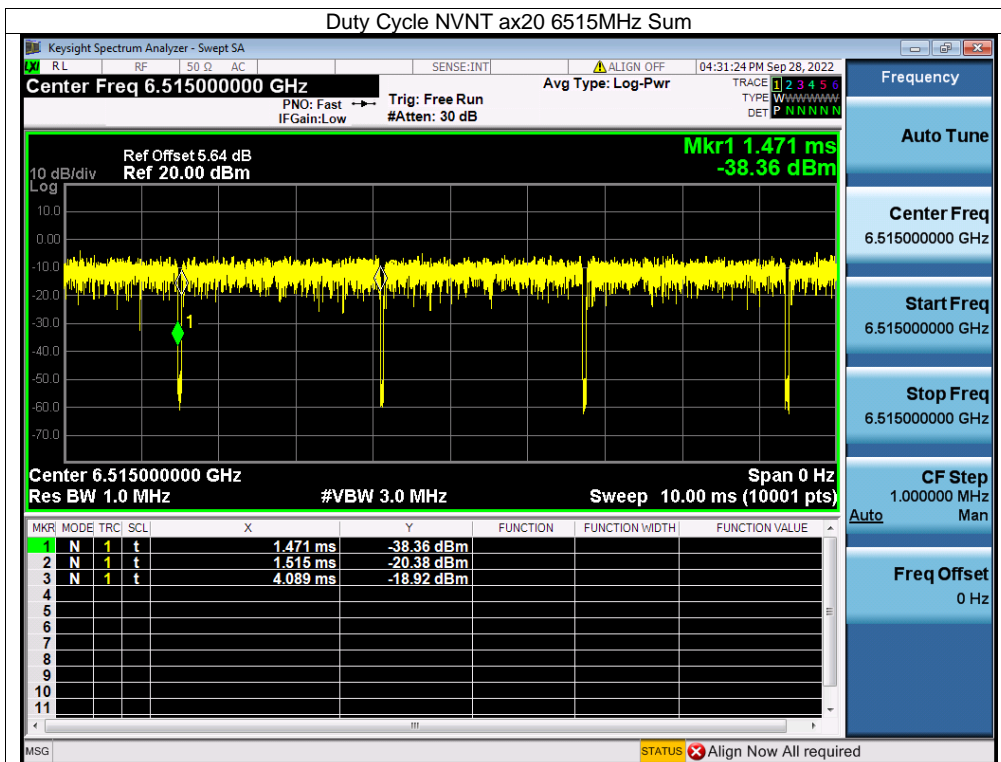 Duty Cycle NVNT ax20 6515MHz Sum
Keysight Spectrum Analyzer - Swept SA
LXI RL RF 50 Ω AC SENSE:INT ALIGN OFF 04:31:24 PM Sep 28, 2022
Center Freq 6.515000000 GHz
PNO: Fast
IFGain:Low
Trig: Free Run
#Atten: 30 dB
Avg Type: Log-Pwr
TRACE 1 2 3 4 5 6
TYPE WWWWWW
DET P N N N N N
Ref Offset 5.64 dB
Ref 20.00 dBm
Mkr1 1.471 ms
-38.36 dBm
10 dB/div
Log
10.0
0.00
-10.0
-20.0
-30.0
-40.0
-50.0
-60.0
-70.0
1
Center 6.515000000 GHz Span 0 Hz
Res BW 1.0 MHz #VBW 3.0 MHz Sweep 10.00 ms (10001 pts)
MKR MODE TRC SCL X Y FUNCTION FUNCTION WIDTH FUNCTION VALUE
1 N 1 t 1.471 ms -38.36 dBm
2 N 1 t 1.515 ms -20.38 dBm
3 N 1 t 4.089 ms -18.92 dBm
4
5
6
7
8
9
10
11
MSG STATUS Align Now All required
Frequency
Auto Tune
Center Freq
6.515000000 GHz
Start Freq
6.515000000 GHz
Stop Freq
6.515000000 GHz
CF Step
1.000000 MHz
Auto Man
Freq Offset
0 Hz